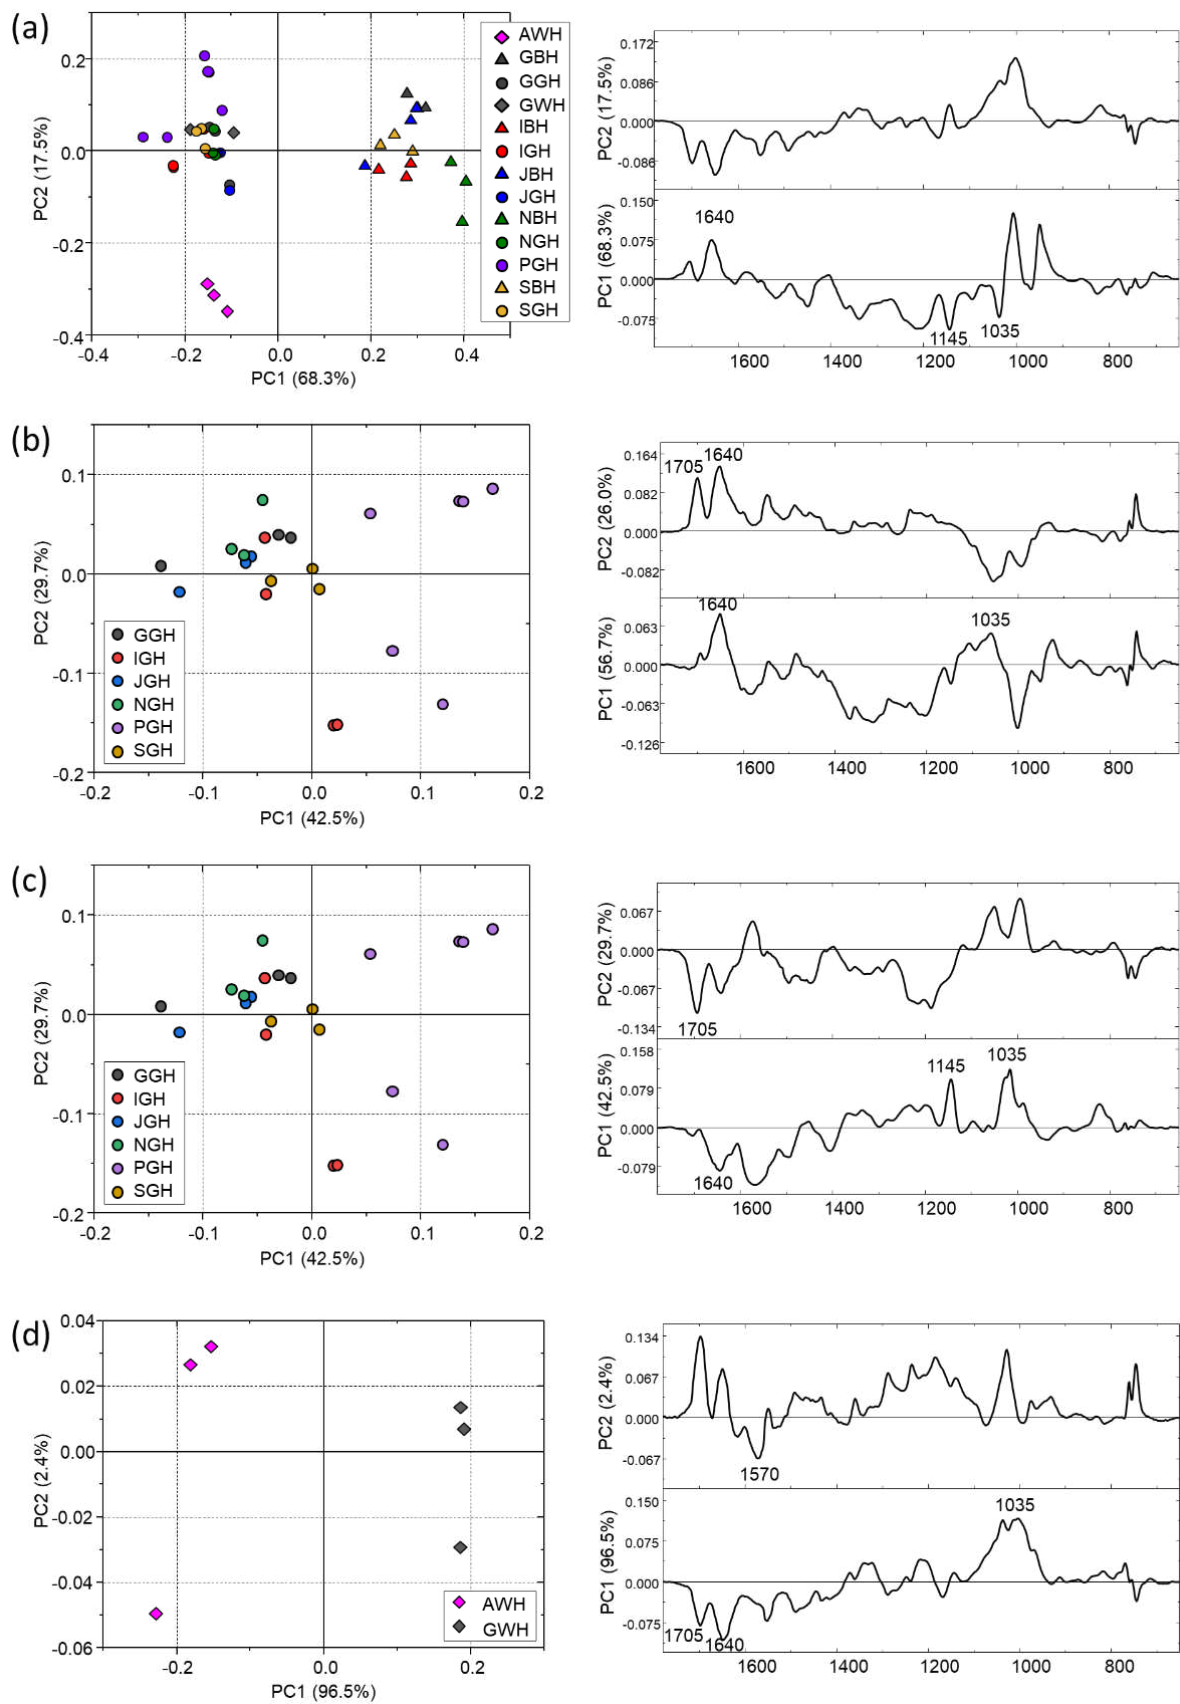 (a)
0.2
0.0
-0.2
-0.4
PC2 (17.5%)
-0.4
-0.2
0.0
0.2
0.4
PC1 (68.3%)
AWH
GBH
GGH
GWH
IBH
IGH
JBH
JGH
NBH
NGH
PGH
SBH
SGH
0.172
0.086
0.000
-0.086
PC2 (17.5%)
0.150
0.075
0.000
-0.075
PC1 (68.3%)
1640
1145
1035
1600
1400
1200
1000
800
(b)
0.1
0.0
-0.1
-0.2
PC2 (29.7%)
-0.2
-0.1
0.0
0.1
0.2
PC1 (42.5%)
GGH
IGH
JGH
NGH
PGH
SGH
0.164
0.082
0.000
-0.082
PC2 (26.0%)
1705
1640
0.063
0.000
-0.063
-0.126
PC1 (56.7%)
1640
1035
1600
1400
1200
1000
800
(c)
0.1
0.0
-0.1
-0.2
PC2 (29.7%)
-0.2
-0.1
0.0
0.1
0.2
PC1 (42.5%)
GGH
IGH
JGH
NGH
PGH
SGH
0.067
0.000
-0.067
-0.134
PC2 (29.7%)
1705
0.158
0.079
0.000
-0.079
PC1 (42.5%)
1145
1035
1640
1600
1400
1200
1000
800
(d)
0.04
0.02
0.00
-0.02
-0.04
-0.06
PC2 (2.4%)
-0.2
0.0
0.2
PC1 (96.5%)
AWH
GWH
0.134
0.067
0.000
-0.067
PC2 (2.4%)
1570
0.150
0.075
0.000
-0.075
PC1 (96.5%)
1035
1705
1640
1600
1400
1200
1000
800